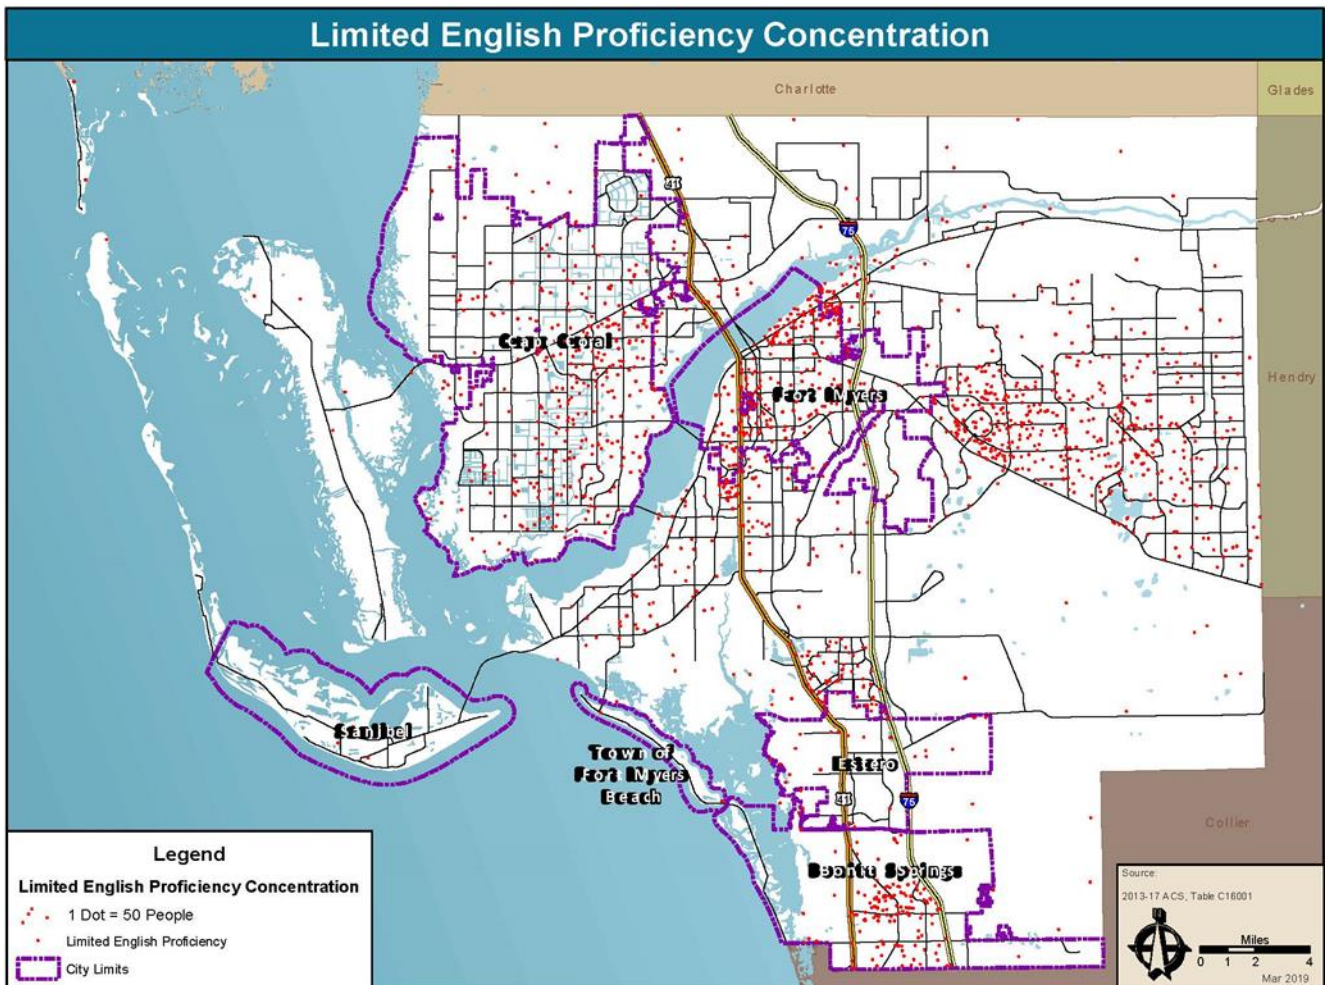 Limited English Proficiency Concentration
Charlotte
Glades
41
75
Cape Coral
Fort Myers
Hendry
Sanibel
Town of
Fort Myers
Beach
Estero
41
75
Collier
Bonita Springs
Legend
Limited English Proficiency Concentration
1 Dot = 50 People
Limited English Proficiency
City Limits
Source:
2013-17 ACS, Table C16001
Miles
0 1 2 4
Mar 2019